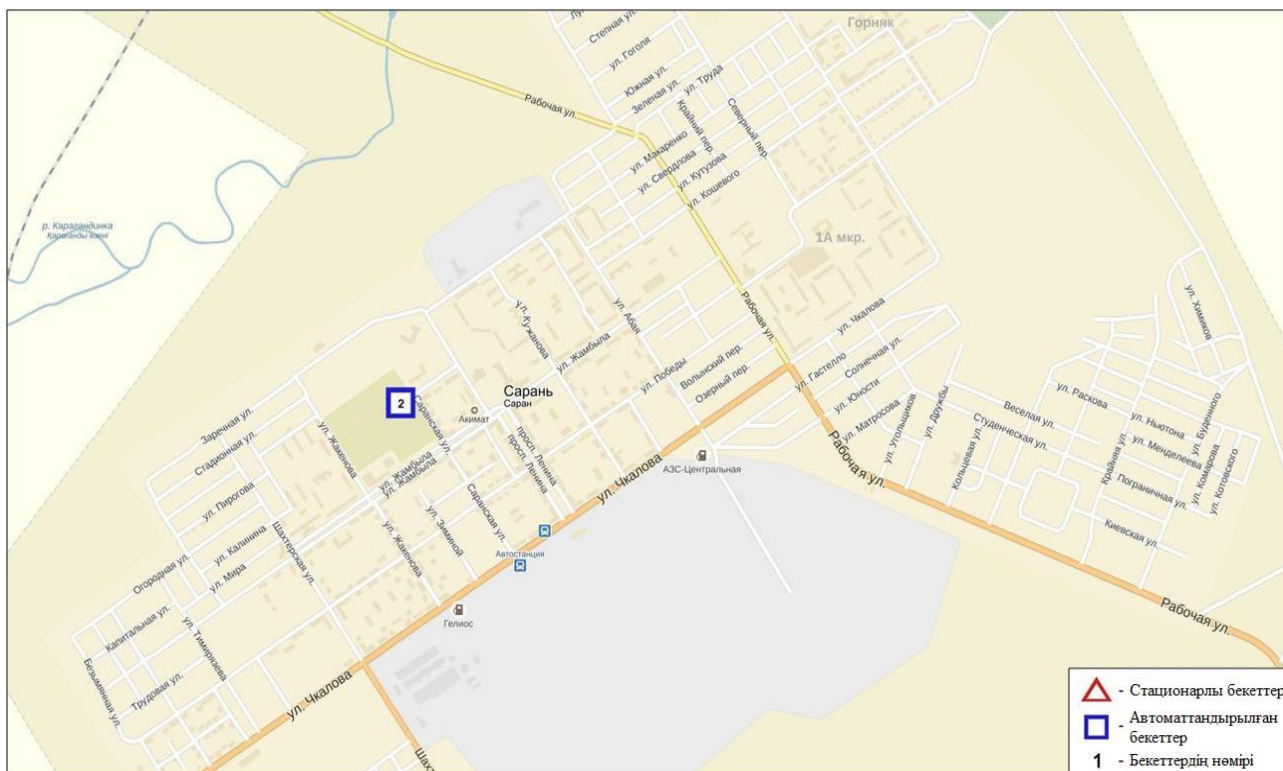 Степная ул.
ул. Гоголя
Южная ул.
Зеленая ул.
ул. Труда
Горняк
Рабочая ул.
Крайний пер.
Северный пер.
ул. Макаренко
ул. Свердлова
ул. Кутузова
ул. Кошевого
р. Карагандинка
Қарағанды өзені
1А мкр.
ул. Химиков
ул. Кужанова
ул. Абая
Рабочая ул.
ул. Чкалова
ул. Жамбыла
ул. Победы
Волынский пер.
Озерный пер.
ул. Гастелло
Солнечная ул.
ул. Юности
ул. Матросова
ул. Угольщиков
ул. Дружбы
Сарань
Саран
2
Акимат
Саранская ул.
просп. Ленина
просп. Ленина
Веселая ул.
Студенческая ул.
Кольцевая ул.
ул. Раскова
ул. Ньютона
ул. Буденного
ул. Менделеева
Крайняя ул.
ул. Комарова
ул. Котовского
Пограничная ул.
Киевская ул.
Заречная ул.
Стадионная ул.
ул. Жакенова
ул. Жамбыла
ул. Жамбыла
ул. Пирогова
ул. Калинина
ул. Мира
Шахтерская ул.
ул. Жакенова
ул. Зиминой
Саранская ул.
ул. Чкалова
АЗС-Центральная
Рабочая ул.
Автостанция
Гелиос
Огородная ул.
Капитальная ул.
ул. Тимирязева
Безымянная ул.
Трудовая ул.
ул. Чкалова
Рабочая ул.
- Стационарлы бекеттер
- Автоматтандырылған
бекеттер
1 - Бекеттердің нөмірі